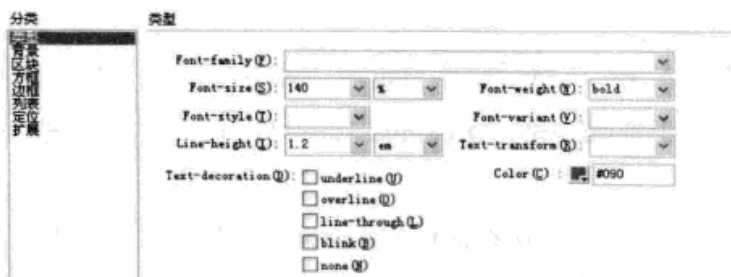 分类
类型
类型
背景
区块
方框
边框
列表
定位
扩展
Font-family(F):
Font-size(S): 140 % Font-weight(W): bold
Font-style(T): Font-variant(V):
Line-height(I): 1.2 em Text-transform(R):
Text-decoration(D): underline(U) Color(C) : #090
overline(O)
line-through(L)
blink(B)
none(N)